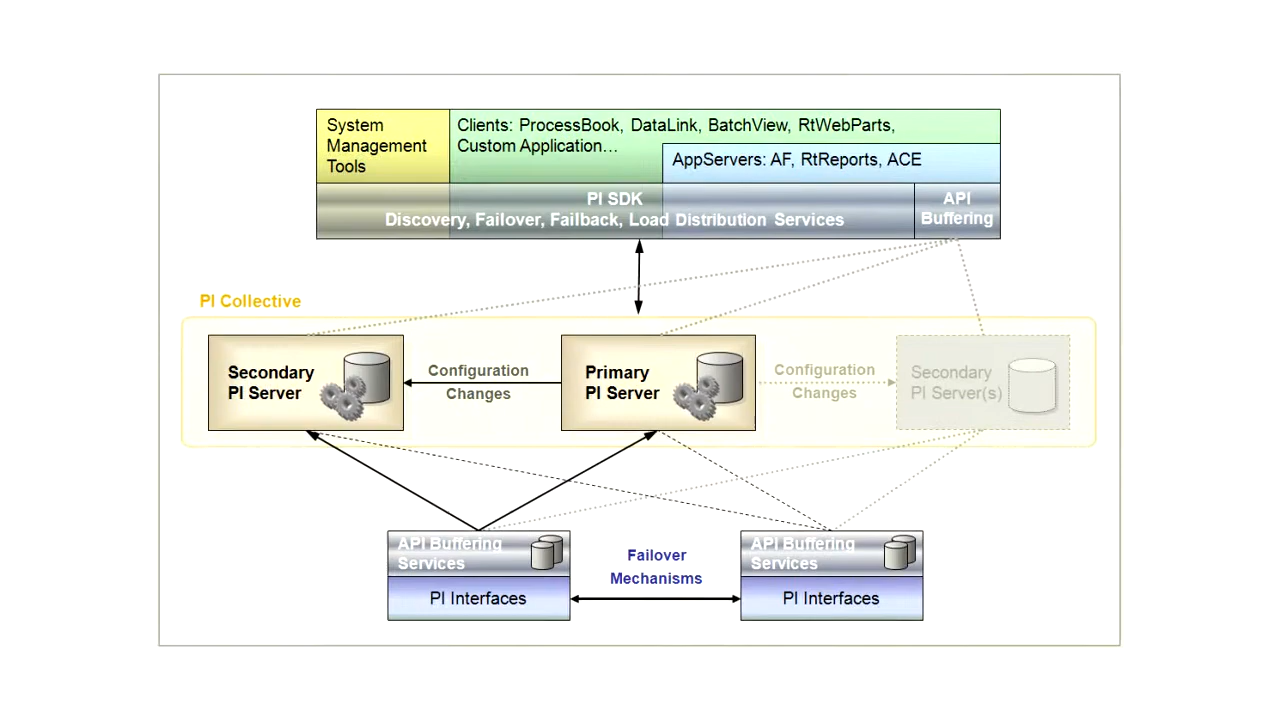 System
Management
Tools
Clients: ProcessBook, DataLink, BatchView, RtWebParts,
Custom Application…
AppServers: AF, RtReports, ACE
PI SDK
Discovery, Failover, Failback, Load Distribution Services
API
Buffering
PI Collective
Secondary
PI Server
Configuration
Changes
Primary
PI Server
Configuration
Changes
Secondary
PI Server(s)
API Buffering
Services
PI Interfaces
Failover
Mechanisms
API Buffering
Services
PI Interfaces